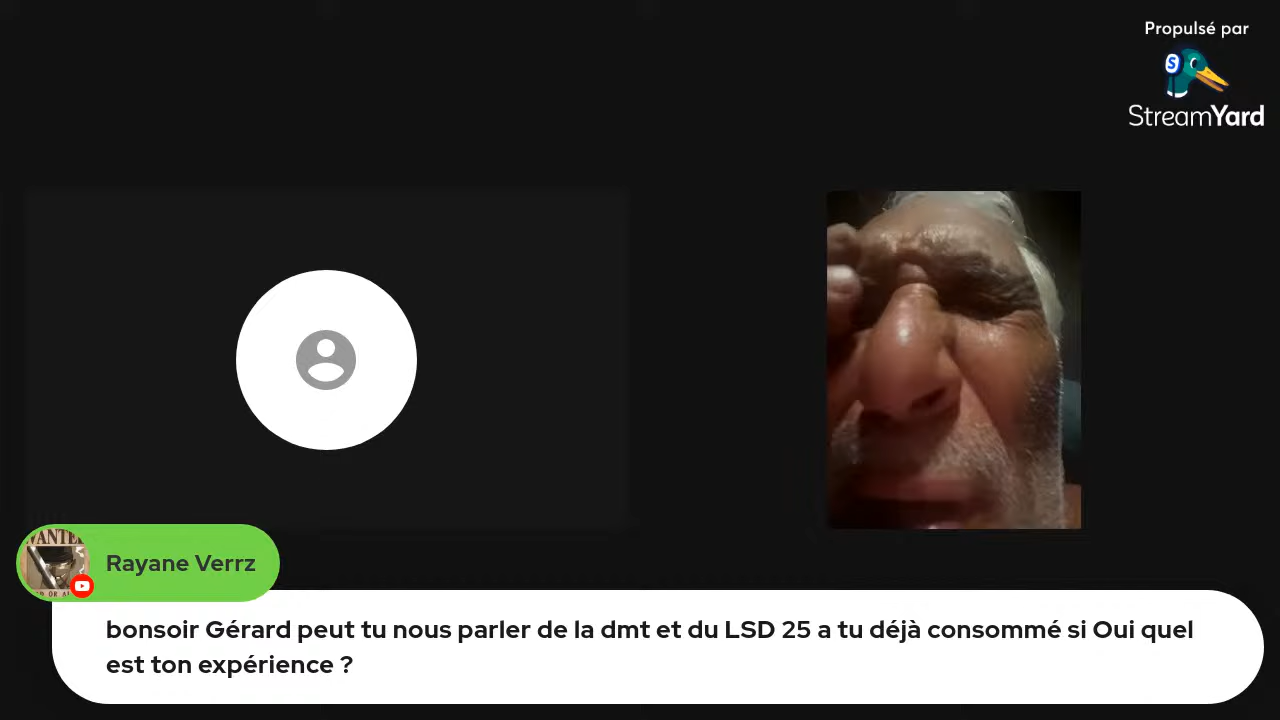 Propulsé par
S
StreamYard
WANTED
Rayane Verrz
bonsoir Gérard peut tu nous parler de la dmt et du LSD 25 a tu déjà consommé si Oui quel
est ton expérience ?